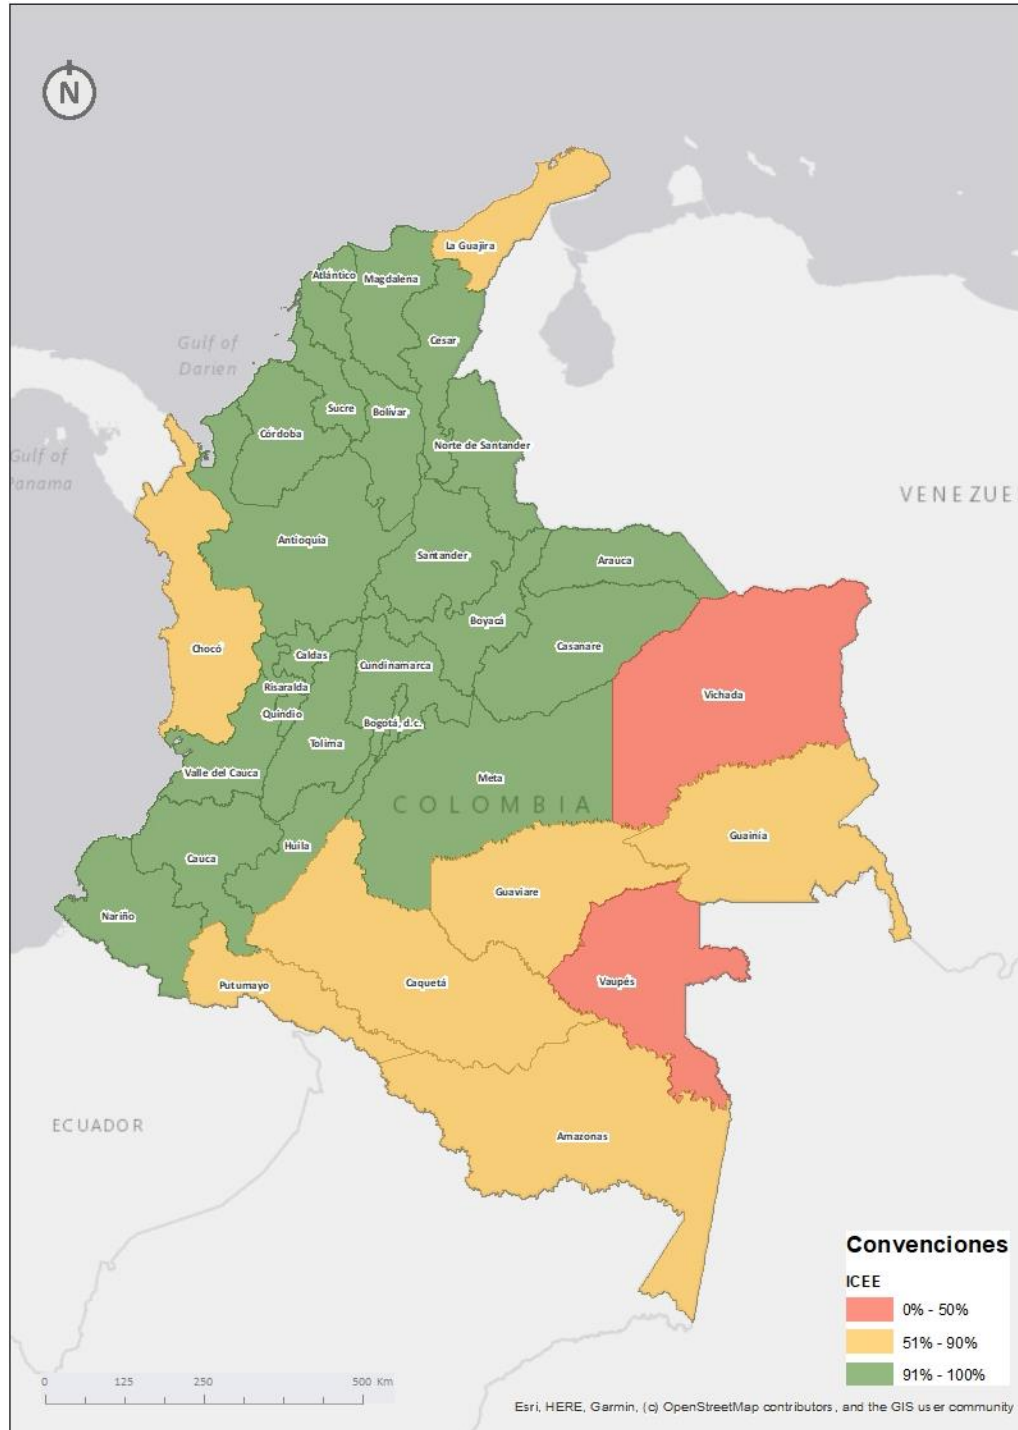 N
La Guajira
Atlántico
Magdalena
Cesar
Gulf of
Darien
Sucre
Bolívar
Córdoba
Norte de Santander
Gulf of
Panama
VENEZUE
Antioquia
Santander
Arauca
Boyacá
Casanare
Chocó
Caldas
Cundinamarca
Risaralda
Vichada
Quindío
Bogotá, d.c.
Tolima
Valle del Cauca
Meta
COLOMBIA
Guainía
Huila
Cauca
Guaviare
Nariño
Putumayo
Caquetá
Vaupés
ECUADOR
Amazonas
Convenciones
ICEE
0% - 50%
51% - 90%
91% - 100%
0 125 250 500 Km
Esri, HERE, Garmin, (c) OpenStreetMap contributors, and the GIS user community